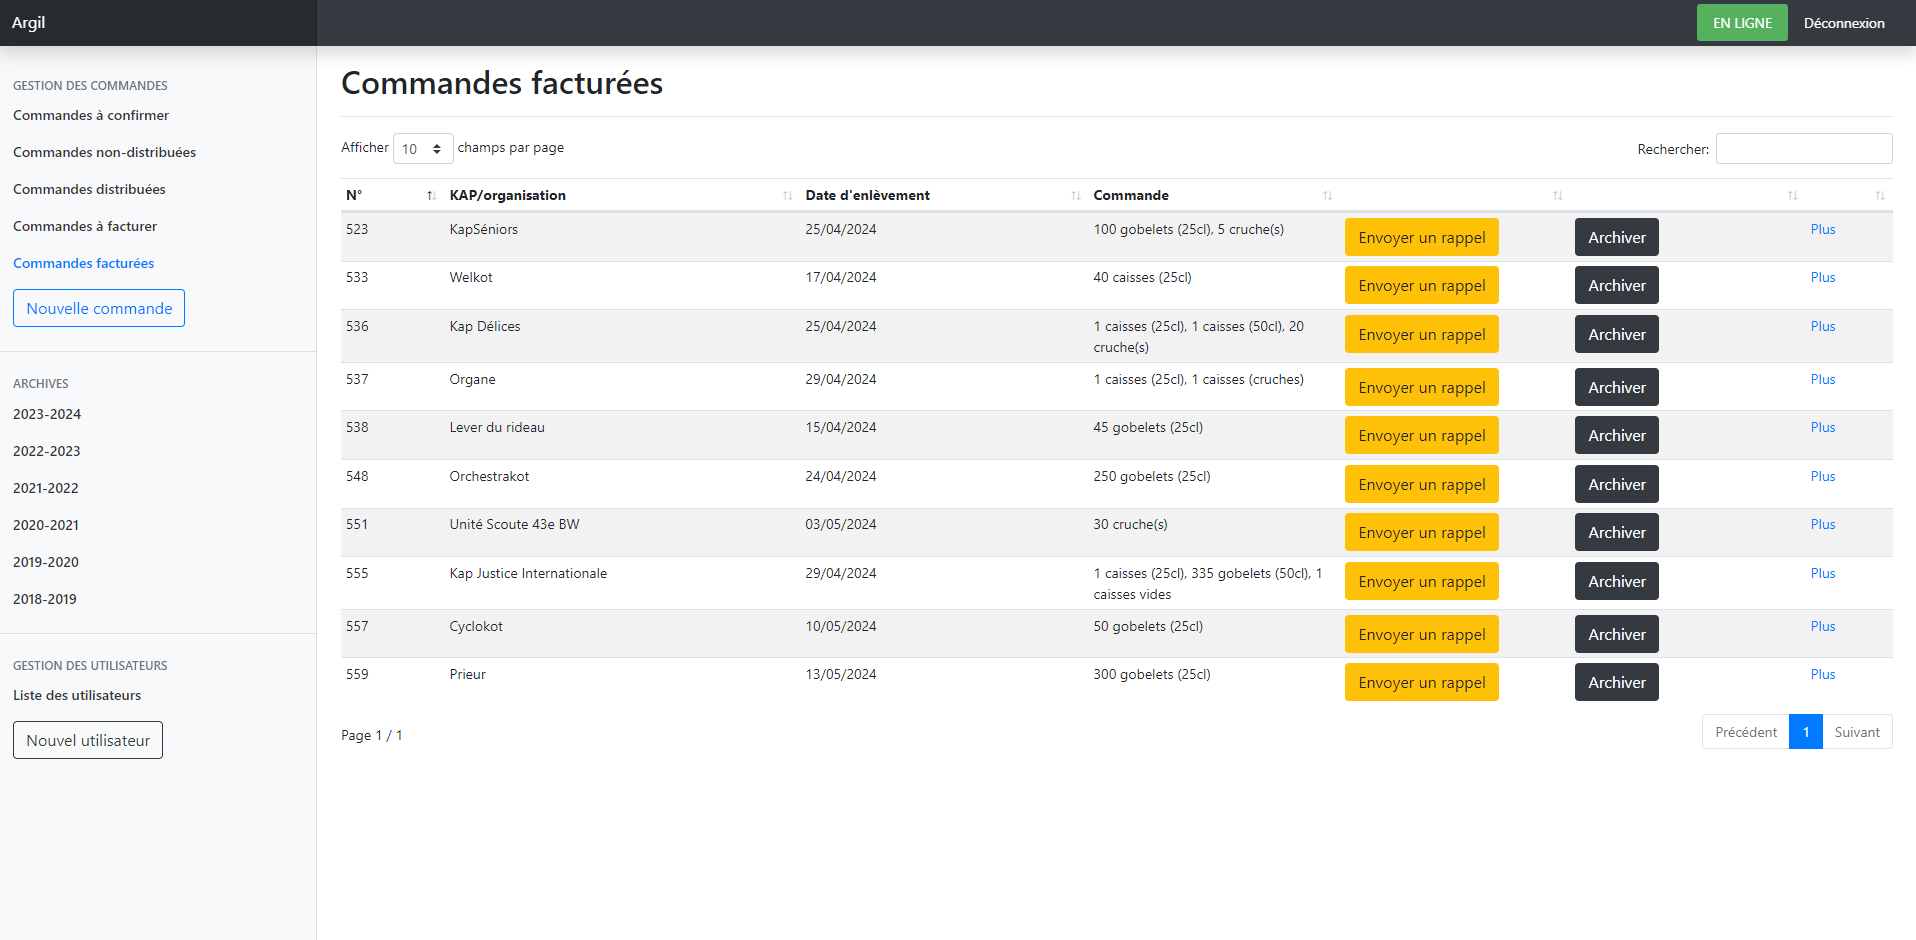 Argil
EN LIGNE
Déconnexion
GESTION DES COMMANDES
Commandes à confirmer
Commandes non-distribuées
Commandes distribuées
Commandes à facturer
Commandes facturées
Nouvelle commande
ARCHIVES
2023-2024
2022-2023
2021-2022
2020-2021
2019-2020
2018-2019
GESTION DES UTILISATEURS
Liste des utilisateurs
Nouvel utilisateur
Commandes facturées
Afficher 10 champs par page
Rechercher:
N° KAP/organisation Date d'enlèvement Commande
523 KapSéniors 25/04/2024 100 gobelets (25cl), 5 cruche(s) Envoyer un rappel Archiver Plus
533 Welkot 17/04/2024 40 caisses (25cl) Envoyer un rappel Archiver Plus
536 Kap Délices 25/04/2024 1 caisses (25cl), 1 caisses (50cl), 20 Envoyer un rappel Archiver Plus
cruche(s)
537 Organe 29/04/2024 1 caisses (25cl), 1 caisses (cruches) Envoyer un rappel Archiver Plus
538 Lever du rideau 15/04/2024 45 gobelets (25cl) Envoyer un rappel Archiver Plus
548 Orchestrakot 24/04/2024 250 gobelets (25cl) Envoyer un rappel Archiver Plus
551 Unité Scoute 43e BW 03/05/2024 30 cruche(s) Envoyer un rappel Archiver Plus
555 Kap Justice Internationale 29/04/2024 1 caisses (25cl), 335 gobelets (50cl), 1 Envoyer un rappel Archiver Plus
caisses vides
557 Cyclokot 10/05/2024 50 gobelets (25cl) Envoyer un rappel Archiver Plus
559 Prieur 13/05/2024 300 gobelets (25cl) Envoyer un rappel Archiver Plus
Page 1 / 1
Précédent 1 Suivant